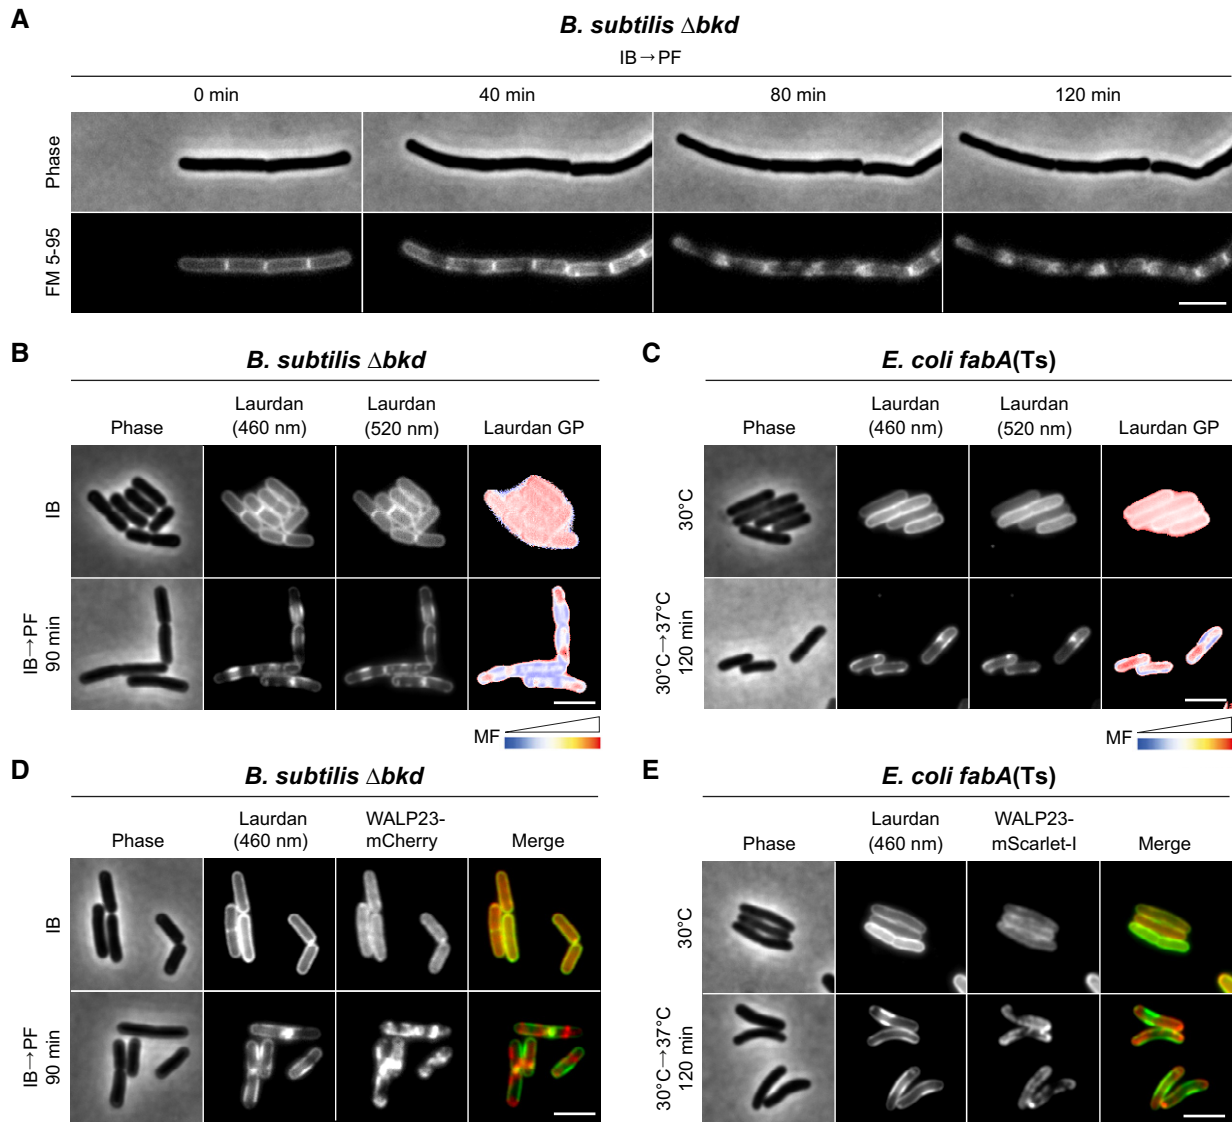 A
B. subtilis Δbkd
IB→PF
0 min
40 min
80 min
120 min
Phase
FM 5-95
B
B. subtilis Δbkd
Phase
Laurdan
(460 nm)
Laurdan
(520 nm)
Laurdan GP
IB
IB→PF
90 min
MF
C
E. coli fabA(Ts)
Phase
Laurdan
(460 nm)
Laurdan
(520 nm)
Laurdan GP
30°C
30°C→37°C
120 min
MF
D
B. subtilis Δbkd
Phase
Laurdan
(460 nm)
WALP23-
mCherry
Merge
IB
IB→PF
90 min
E
E. coli fabA(Ts)
Phase
Laurdan
(460 nm)
WALP23-
mScarlet-I
Merge
30°C
30°C→37°C
120 min